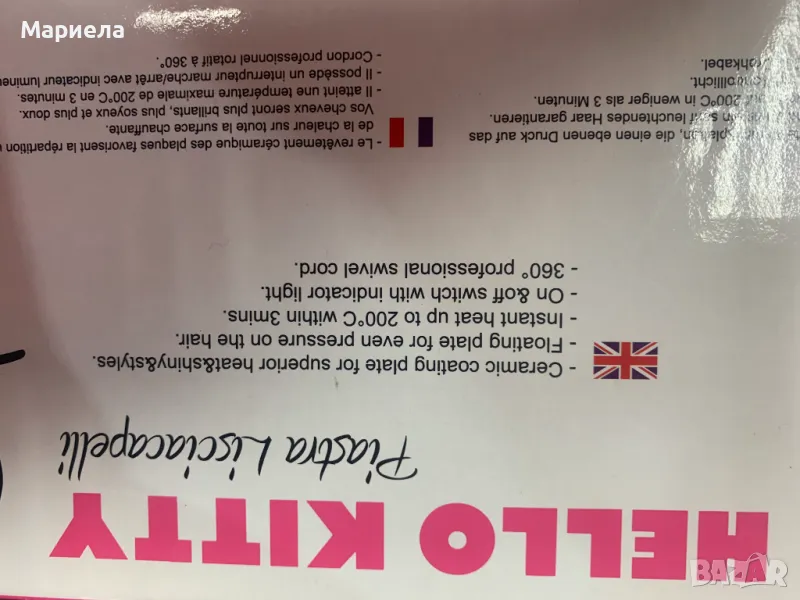 Мариела
HELLO KITTY
Piastra Lisciacapelli
- Ceramic coating plate for superior heat&shiny&styles.
- Floating plate for even pressure on the hair.
- Instant heat up to 200°C within 3mins.
- On &off switch with indicator light.
- 360° professional swivel cord.
- Le revêtement céramique des plaques favorisent la répartition
de la chaleur sur toute la surface chauffante.
Vos cheveux seront plus brillants, plus soyeux et plus doux.
- Il atteint une température maximale de 200°C en 3 minutes.
- Il possède un interrupteur marche/arrêt avec indicateur lumineu
- Cordon professionnel rotatif à 360°.
die einen ebenen Druck auf das
leuchtendes Haar garantieren.
200°C in weniger als 3 Minuten.
BAZAR